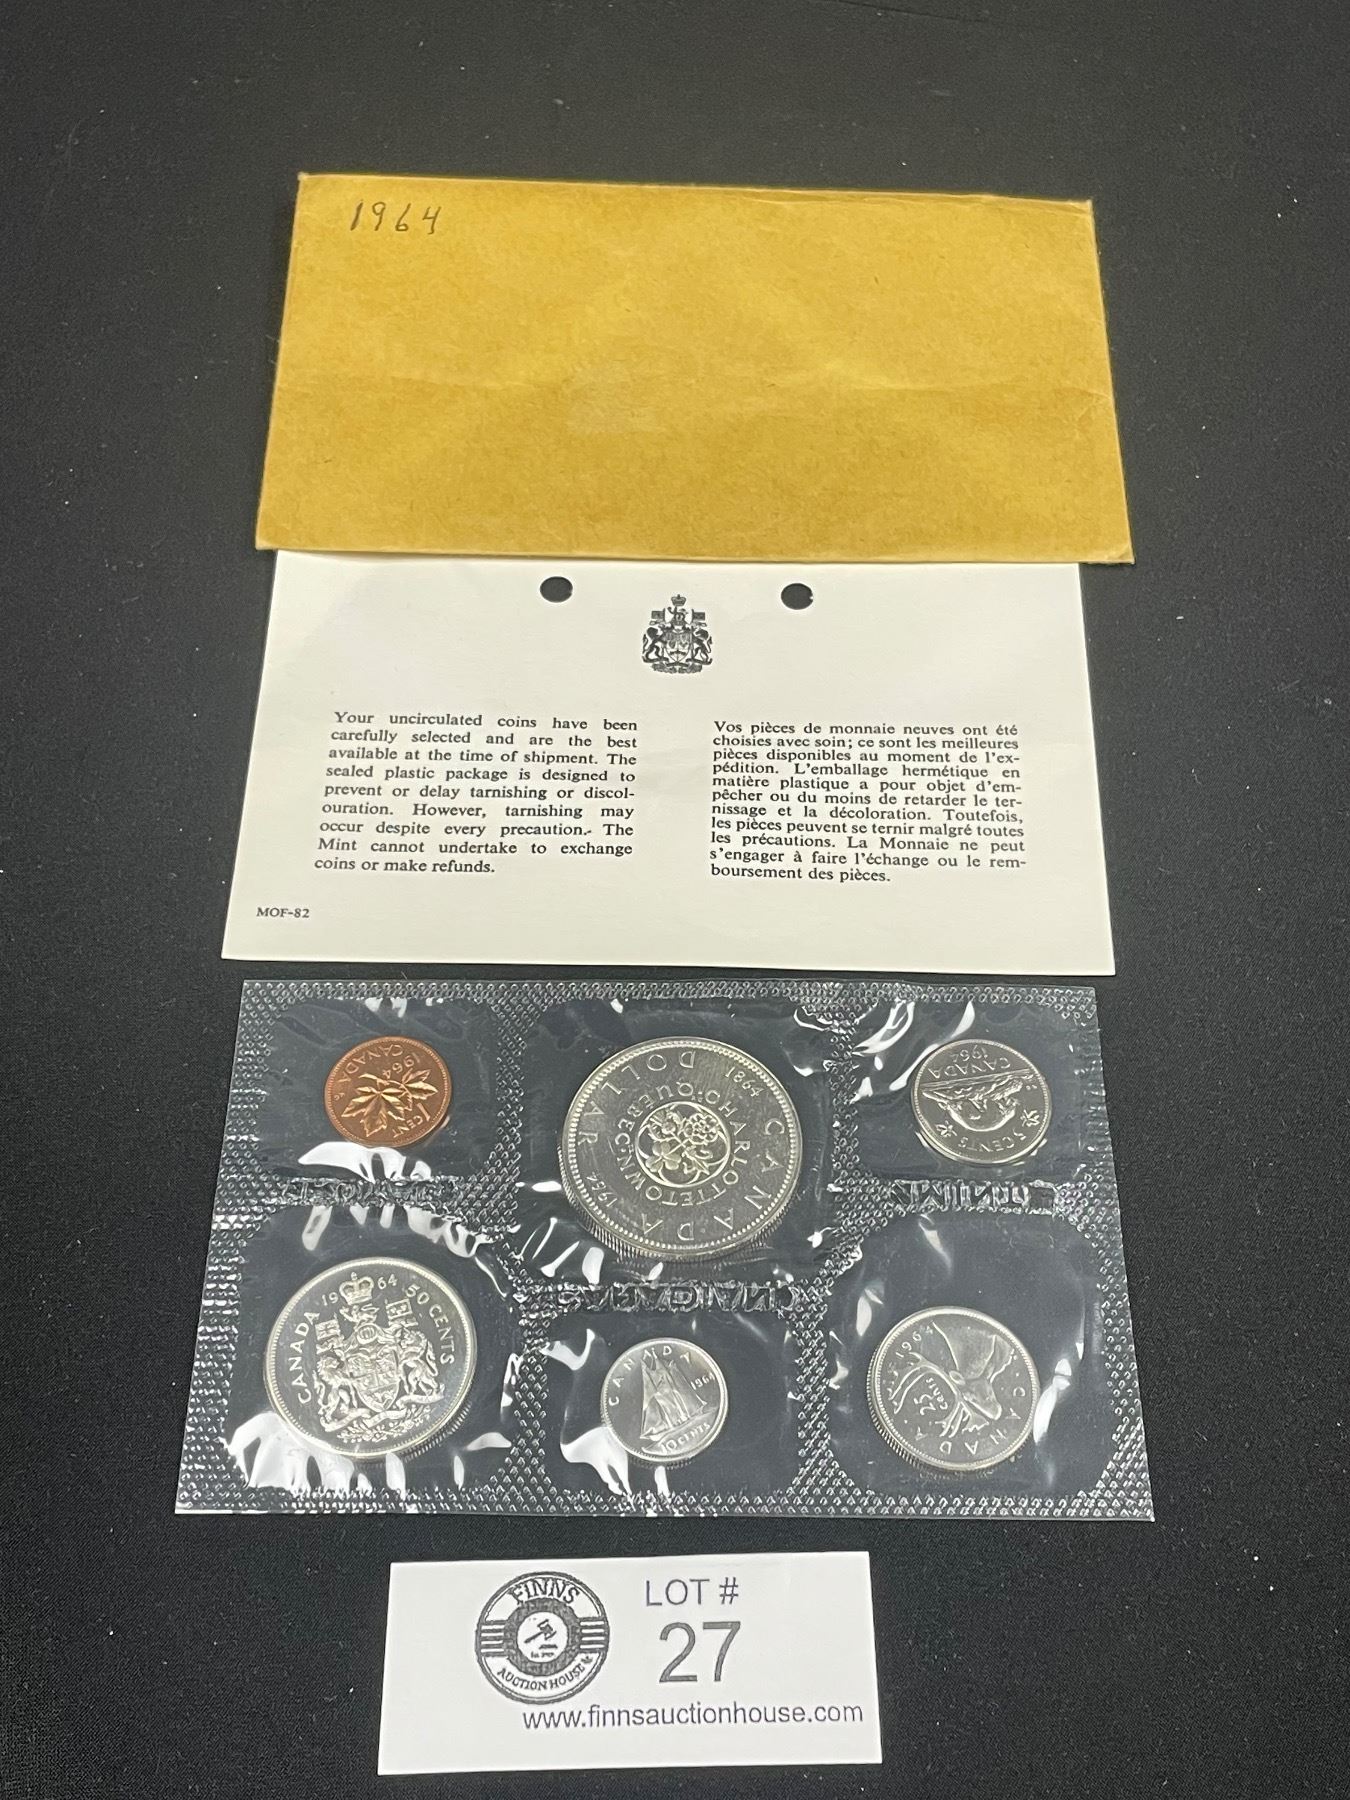 1964
Your uncirculated coins have been
carefully selected and are the best
available at the time of shipment. The
sealed plastic package is designed to
prevent or delay tarnishing or discol-
ouration. However, tarnishing may
occur despite every precaution. The
Mint cannot undertake to exchange
coins or make refunds.
Vos pièces de monnaie neuves ont été
choisies avec soin; ce sont les meilleures
pièces disponibles au moment de l'ex-
pédition. L'emballage hermétique en
matière plastique a pour objet d'em-
pêcher ou du moins de retarder le ter-
nissage et la décoloration. Toutefois,
les pièces peuvent se ternir malgré toutes
les précautions. La Monnaie ne peut
s'engager à faire l'échange ou le rem-
boursement des pièces.
MOF-82
1 CENT
1964
CANADA
CANADA
DOLLAR
1864
1964
CHARLOTTETOWN
QUEBEC
5 CENTS
CANADA
1964
CANADA
1964
50 CENTS
CANADA
1964
10 CENTS
1964
25
CENTS
CANADA
FINNS
AUCTION HOUSE
LOT #
27
www.finnsauctionhouse.com